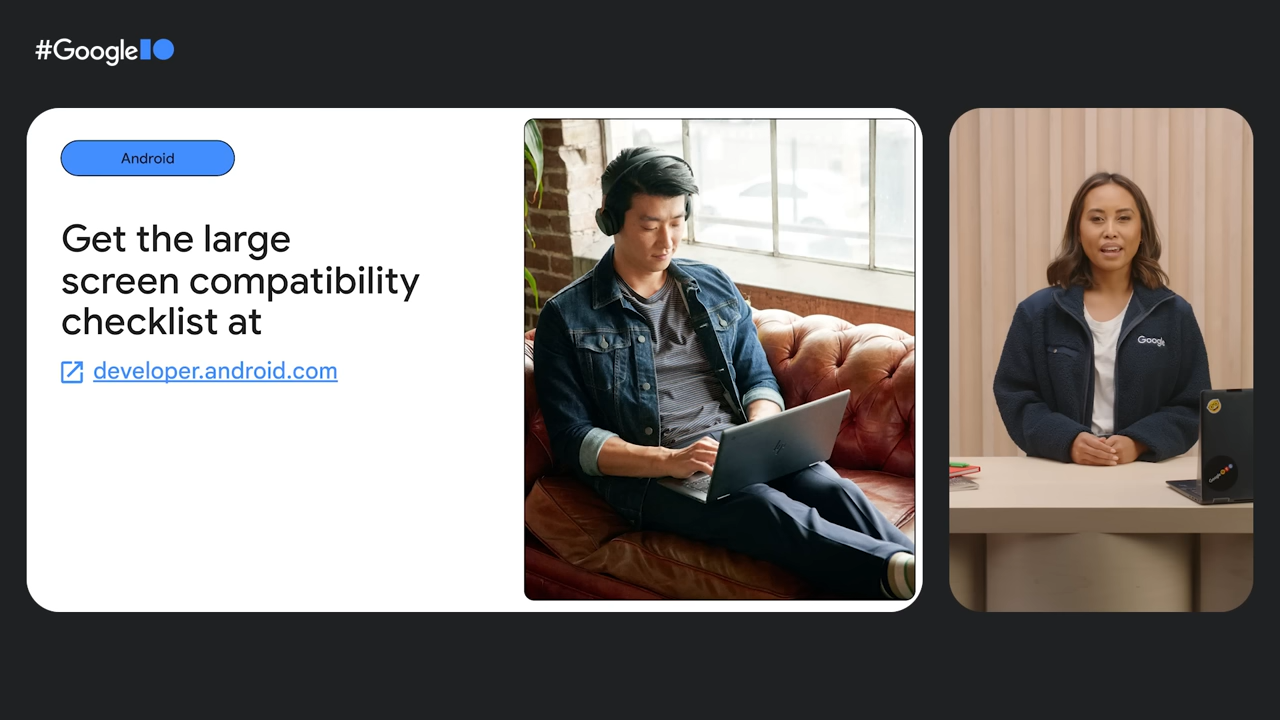 #GoogleIO
Android
Get the large
screen compatibility
checklist at
developer.android.com
Google